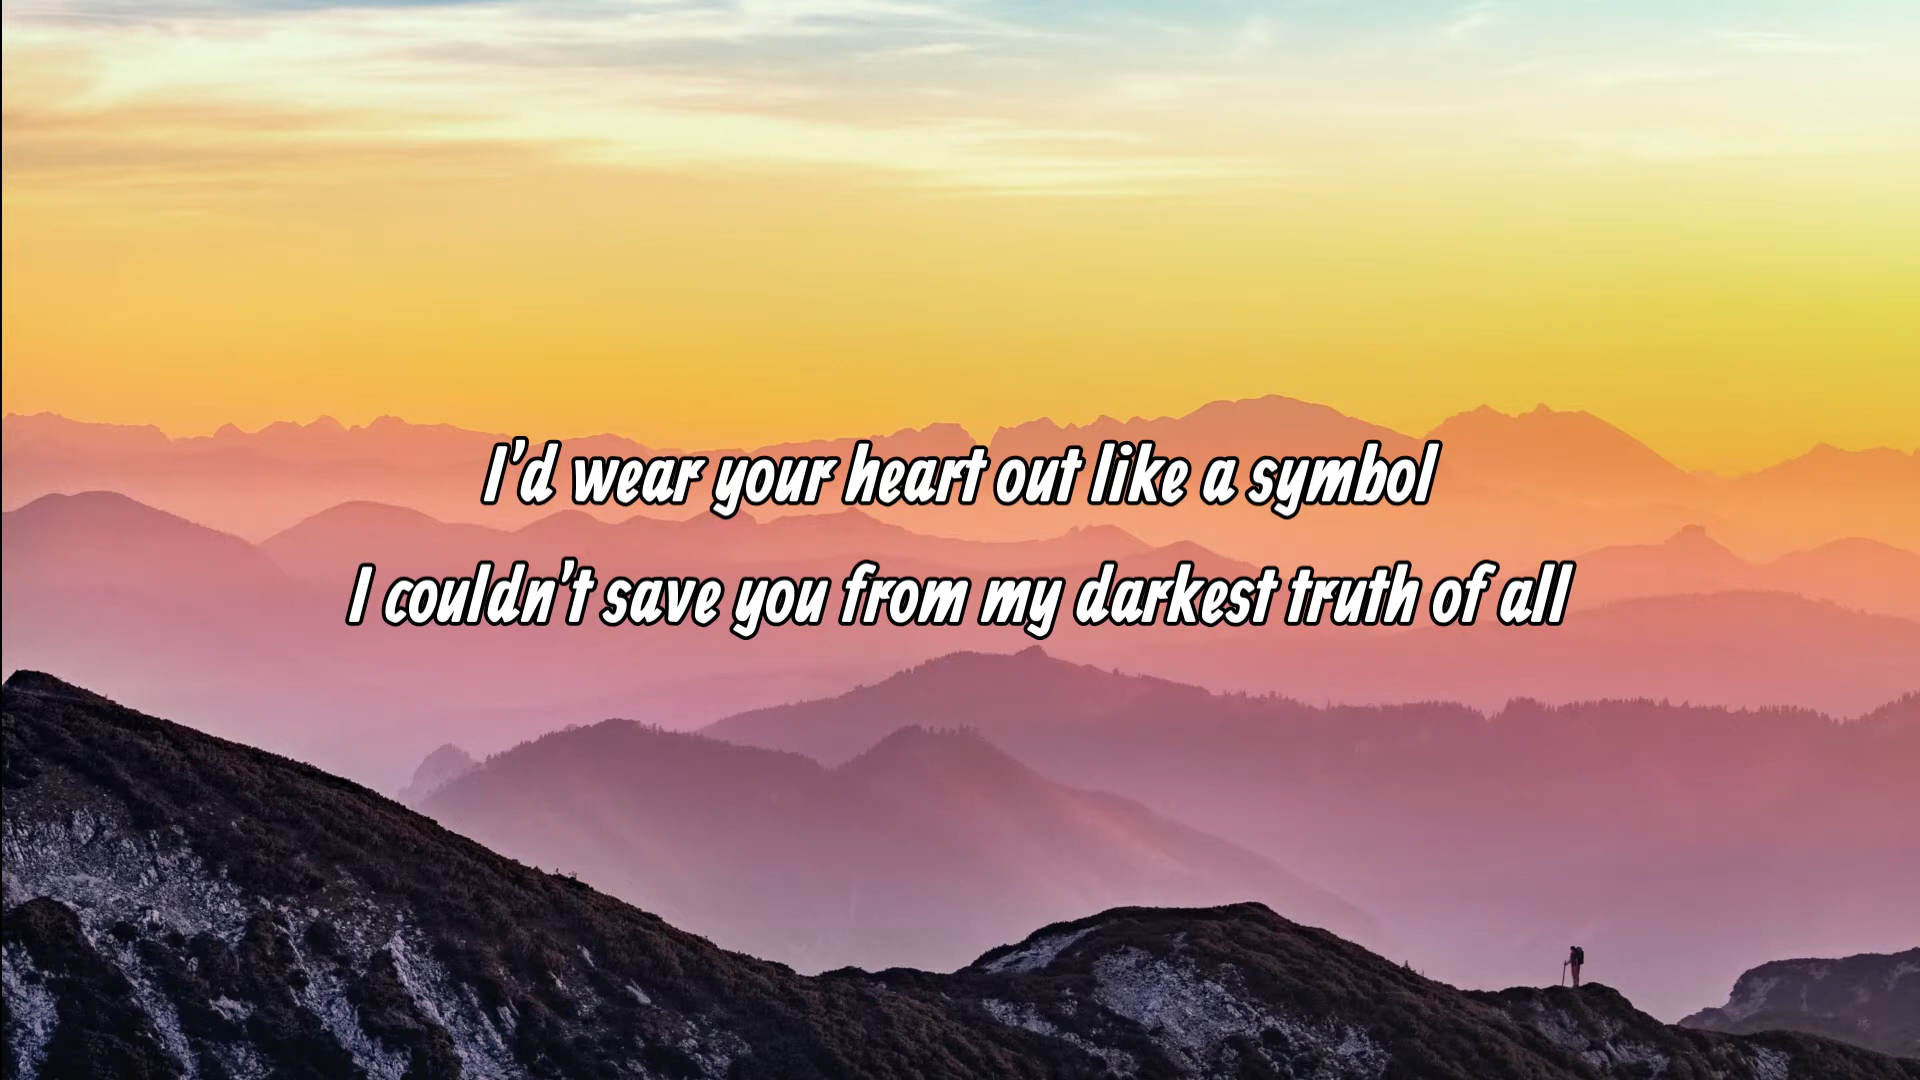 I'd wear your heart out like a symbol
I couldn't save you from my darkest truth of all